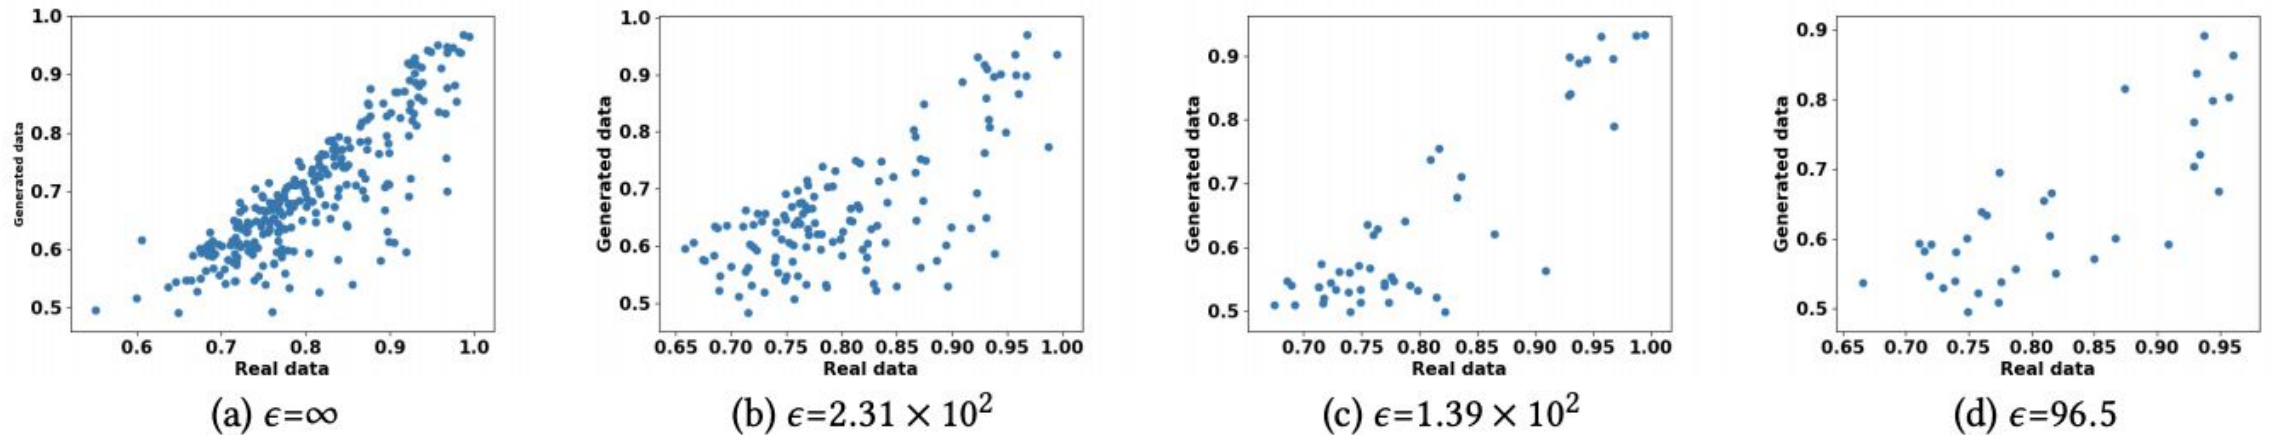 1.0
0.9
0.8
0.7
0.6
0.5
Generated data
0.6 0.7 0.8 0.9 1.0
Real data
(a) ϵ=∞
1.0
0.9
0.8
0.7
0.6
0.5
Generated data
0.65 0.70 0.75 0.80 0.85 0.90 0.95 1.00
Real data
(b) ϵ=2.31 × 10²
0.9
0.8
0.7
0.6
0.5
Generated data
0.70 0.75 0.80 0.85 0.90 0.95 1.00
Real data
(c) ϵ=1.39 × 10²
0.9
0.8
0.7
0.6
0.5
Generated data
0.65 0.70 0.75 0.80 0.85 0.90 0.95
Real data
(d) ϵ=96.5